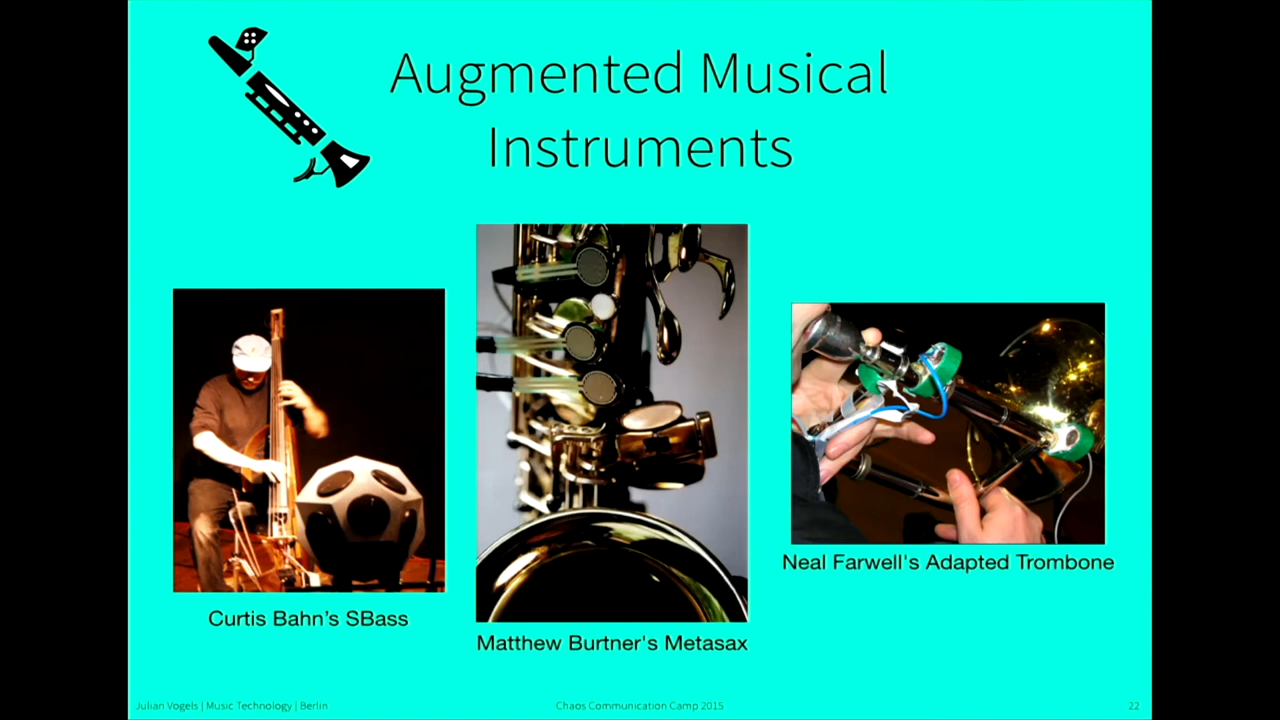 Augmented Musical
Instruments
Curtis Bahn’s SBass
Matthew Burtner's Metasax
Neal Farwell's Adapted Trombone
Julian Vogels | Music Technology | Berlin
Chaos Communication Camp 2015
22